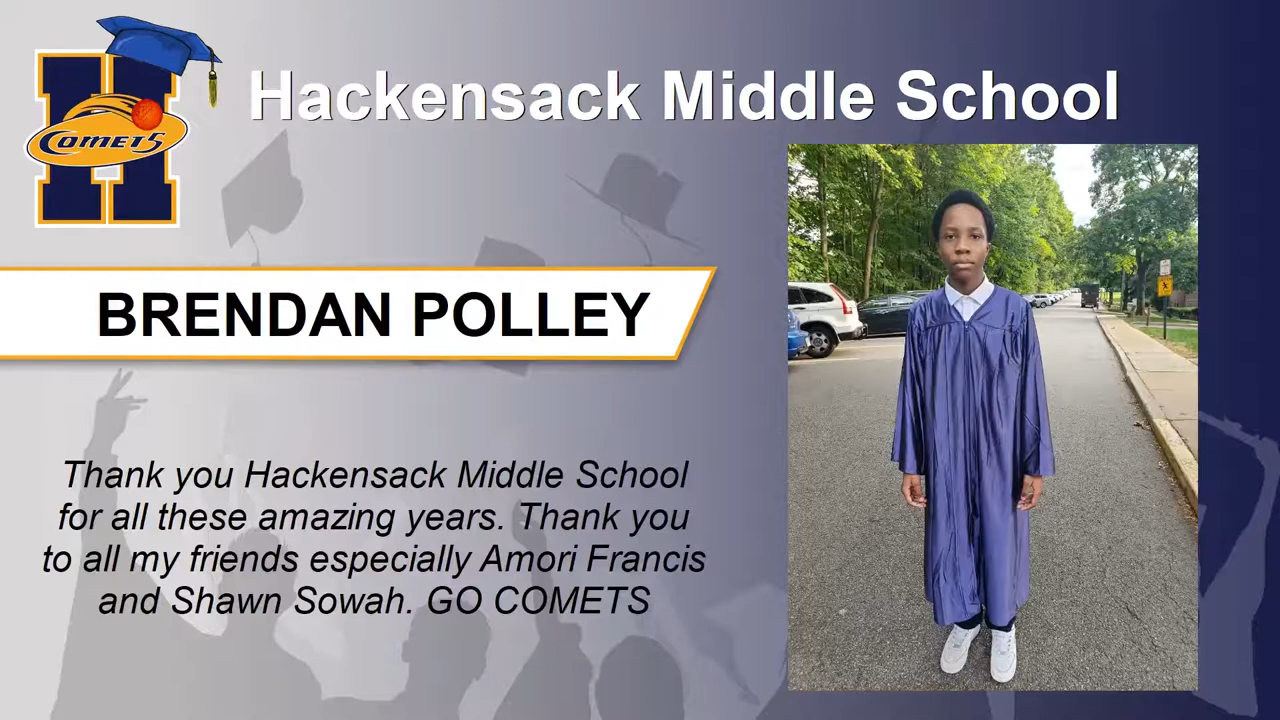 COMETS
Hackensack Middle School
BRENDAN POLLEY
Thank you Hackensack Middle School
for all these amazing years. Thank you
to all my friends especially Amori Francis
and Shawn Sowah. GO COMETS